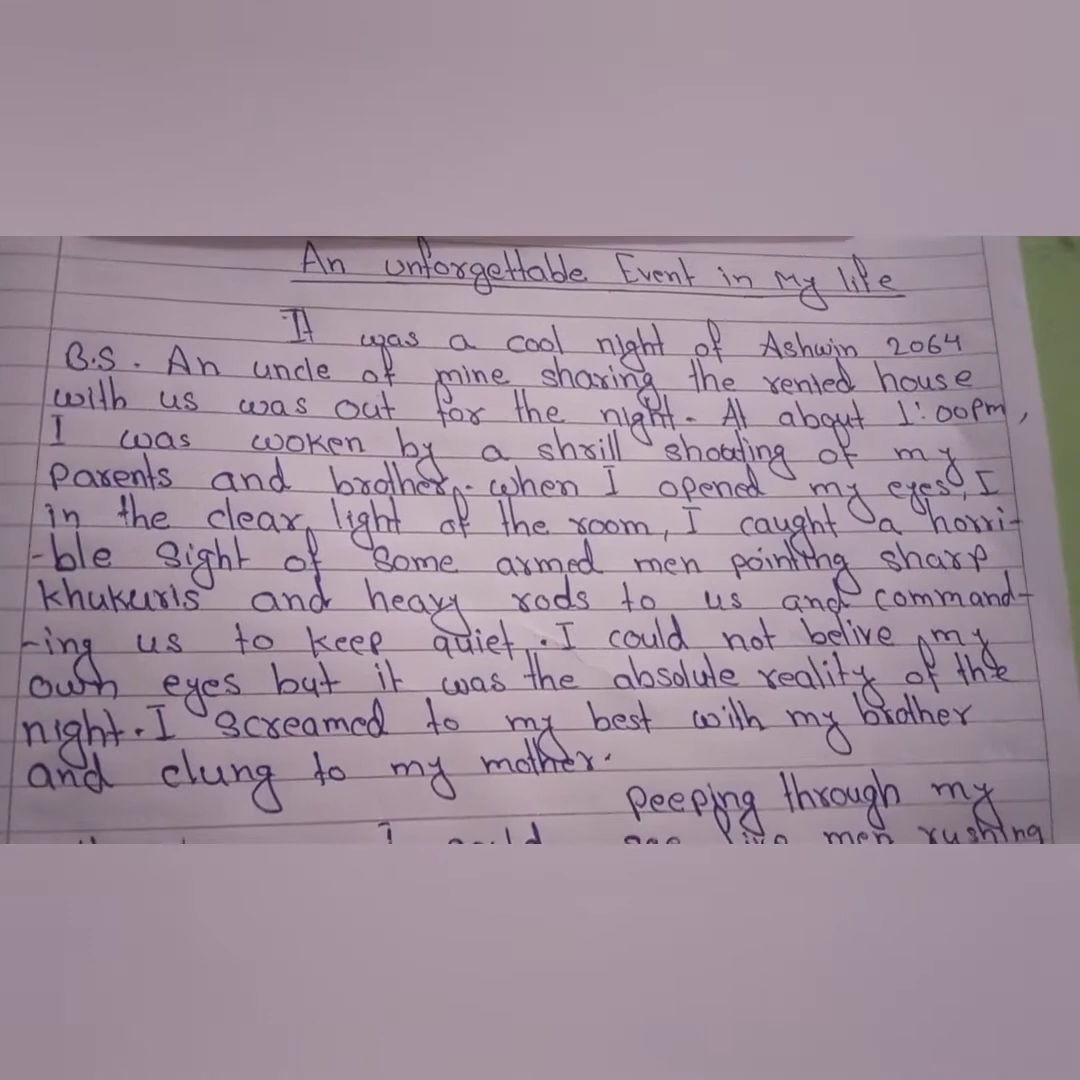 An unforgettable Event in My life
It was a cool night of Ashwin 2064
B.S. An uncle of mine sharing the rented house
with us was out for the night. At about 1:00pm,
I was woken by a shrill shouting of my
parents and brother. when I opened my eyes, I
in the clear light of the room, I caught a horri-
-ble sight of some armed men pointing sharp
khukuris and heavy rods to us and command-
-ing us to keep quiet. I could not belive my
own eyes but it was the absolute reality of the
night. I screamed to my best with my brother
and clung to my mother.
peeping through my
I could see five men rushing